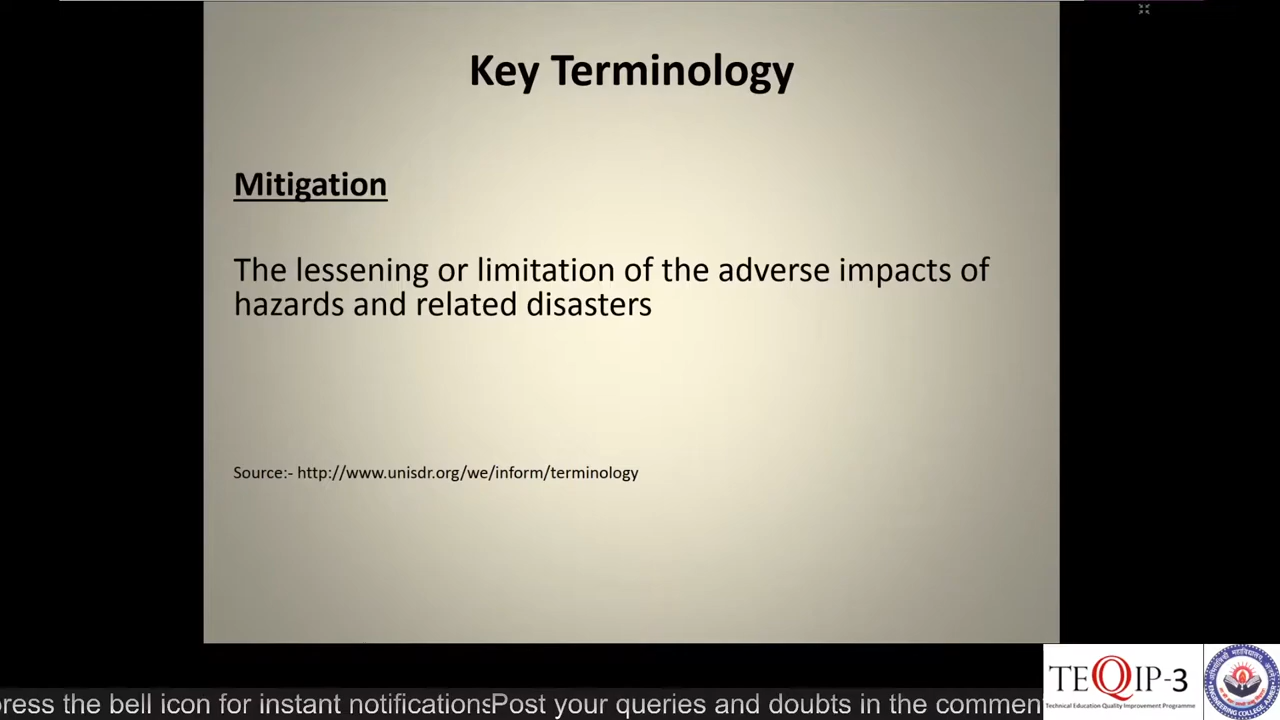 Key Terminology
Mitigation
The lessening or limitation of the adverse impacts of
hazards and related disasters
Source:- http://www.unisdr.org/we/inform/terminology
TEQIP-3
Technical Education Quality Improvement Programme
press the bell icon for instant notificationsPost your queries and doubts in the commen